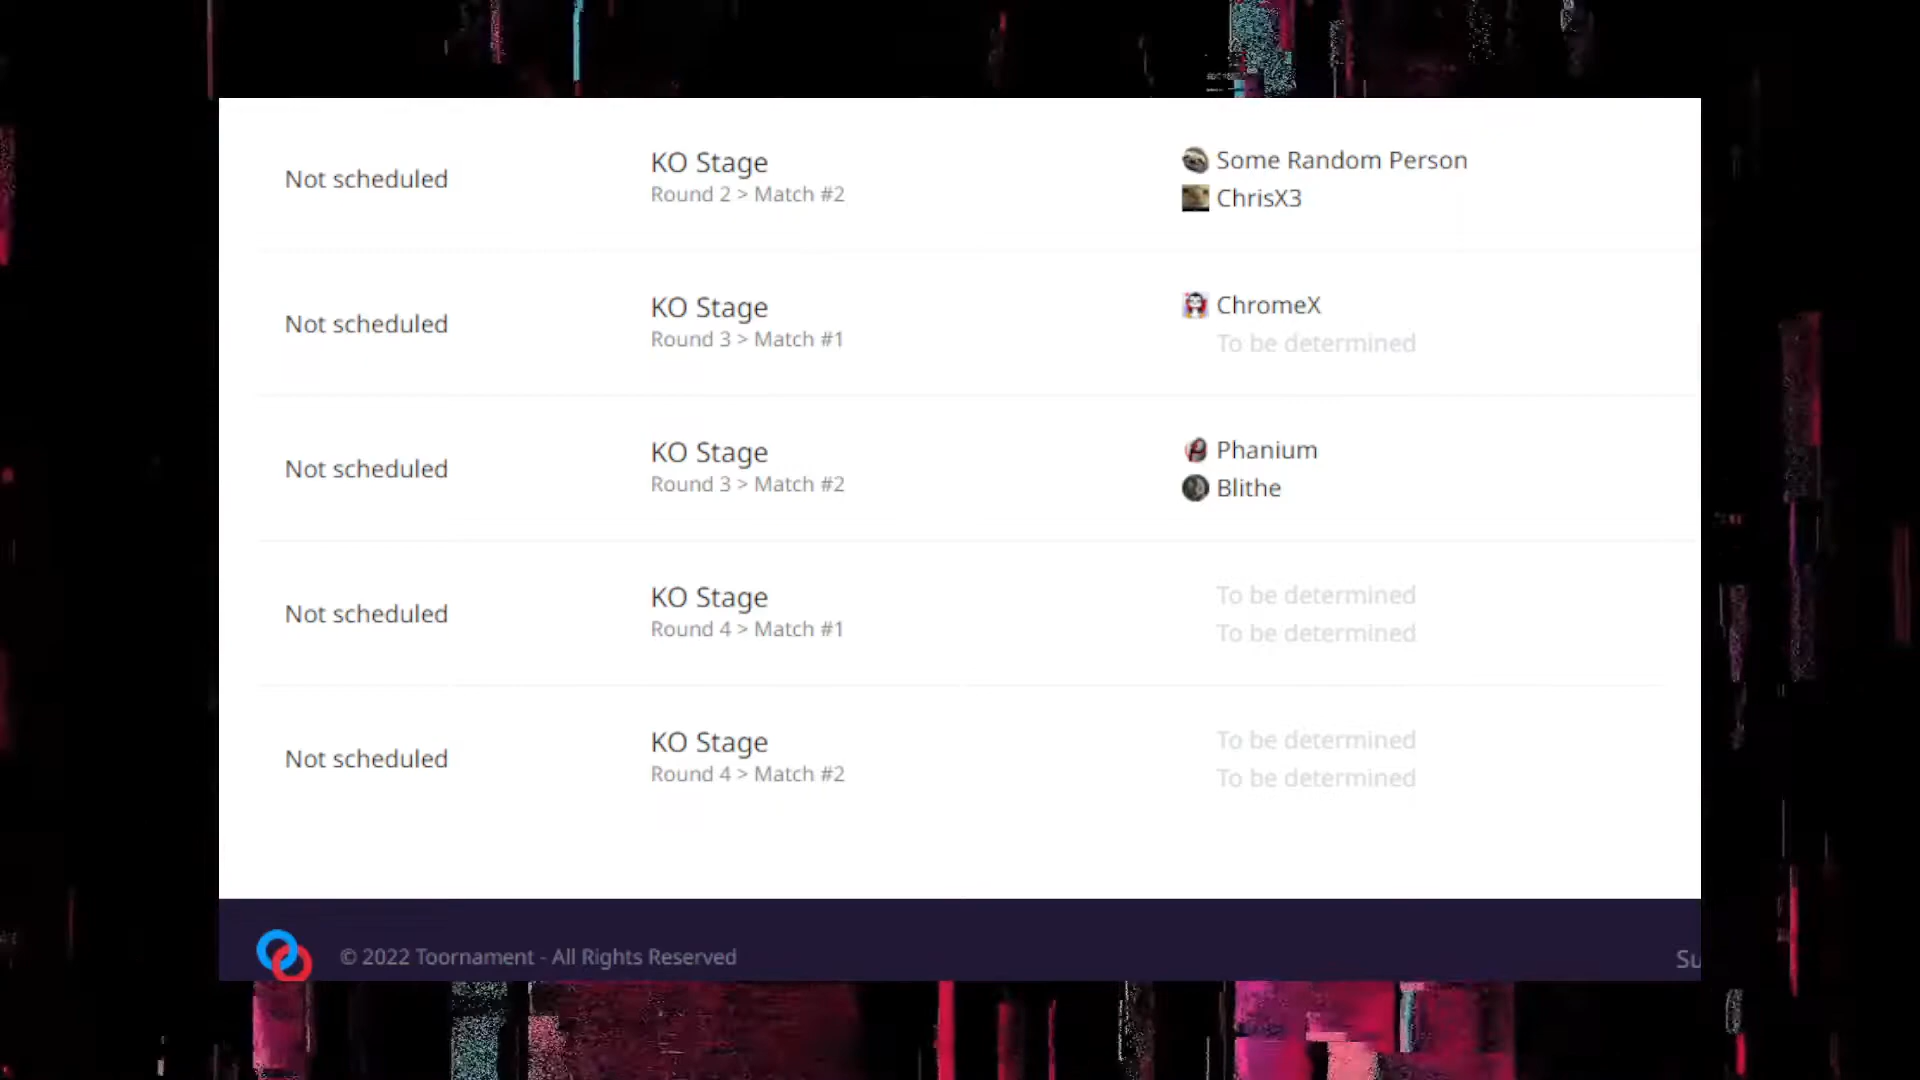 Not scheduled
KO Stage
Round 2 > Match #2
Some Random Person
ChrisX3
Not scheduled
KO Stage
Round 3 > Match #1
ChromeX
To be determined
Not scheduled
KO Stage
Round 3 > Match #2
Phanium
Blithe
Not scheduled
KO Stage
Round 4 > Match #1
To be determined
To be determined
Not scheduled
KO Stage
Round 4 > Match #2
To be determined
To be determined
© 2022 Toornament - All Rights Reserved
Su